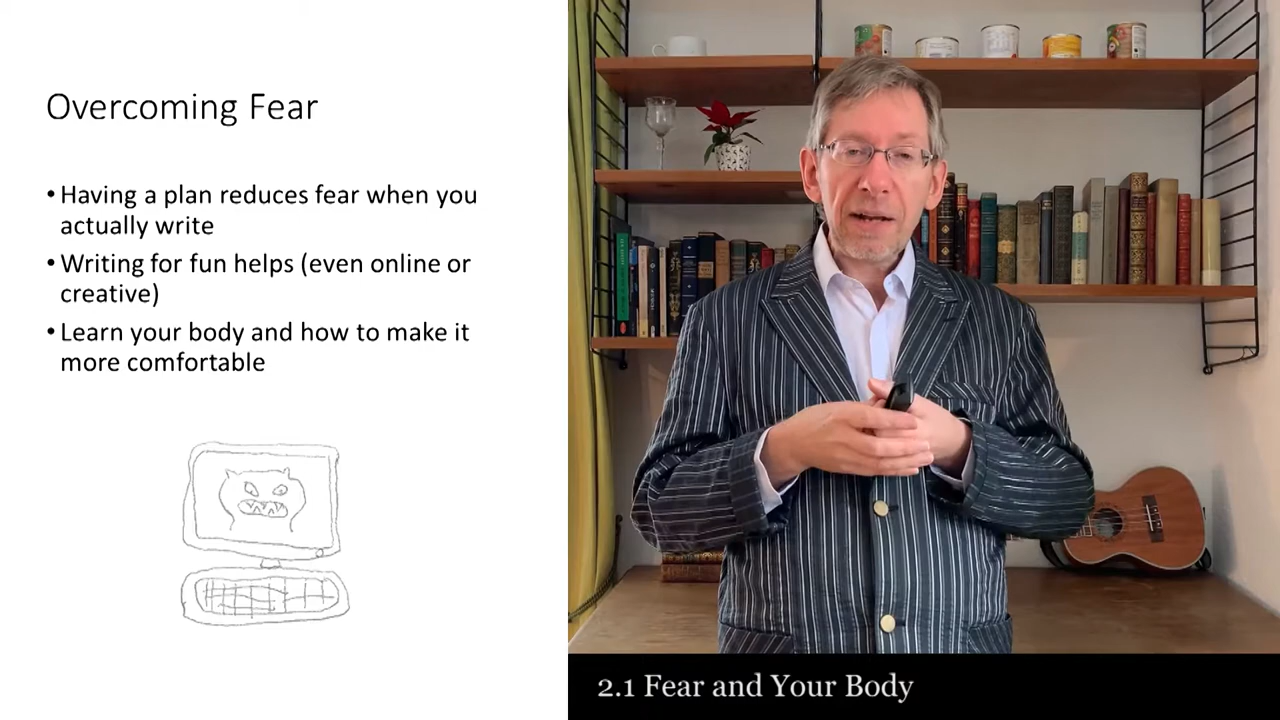 Overcoming Fear
• Having a plan reduces fear when you
actually write
• Writing for fun helps (even online or
creative)
• Learn your body and how to make it
more comfortable
2.1 Fear and Your Body